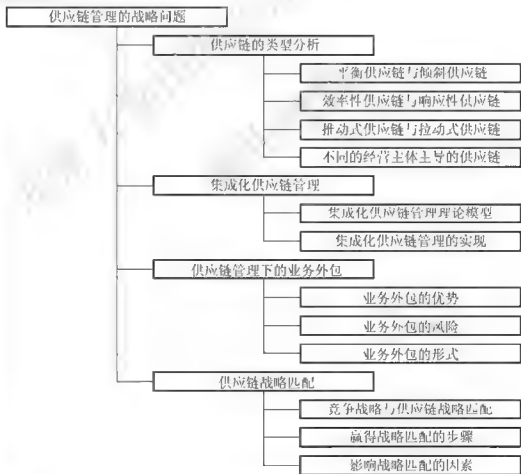 供应链管理的战略问题
供应链的类型分析
平衡供应链与倾斜供应链
效率性供应链与响应性供应链
推动式供应链与拉动式供应链
不同的经营主体主导的供应链
集成化供应链管理
集成化供应链管理理论模型
集成化供应链管理的实现
供应链管理下的业务外包
业务外包的优势
业务外包的风险
业务外包的形式
供应链战略匹配
竞争战略与供应链战略匹配
赢得战略匹配的步骤
影响战略匹配的因素